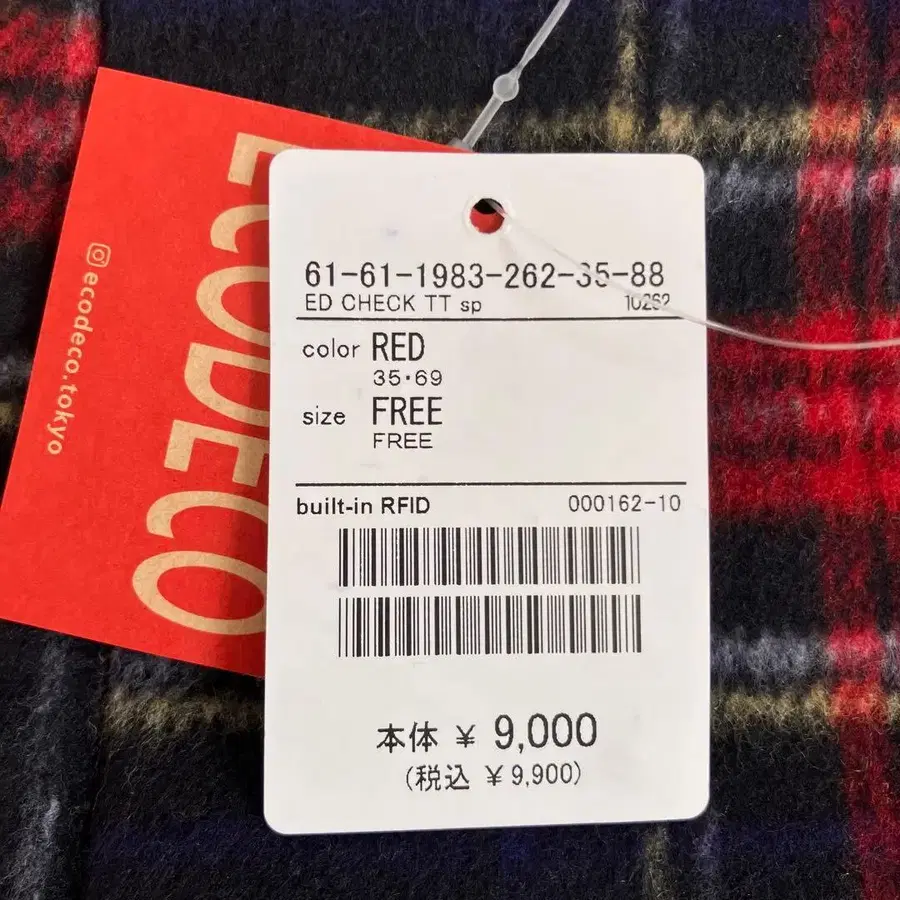 ECODECO
@ecodeco.tokyo
61-61-1983-262-35-88
ED CHECK TT sp 10262
color RED
35・69
size FREE
FREE
built-in RFID 000162-10
本体 ¥ 9,000
(税込 ¥ 9,900)